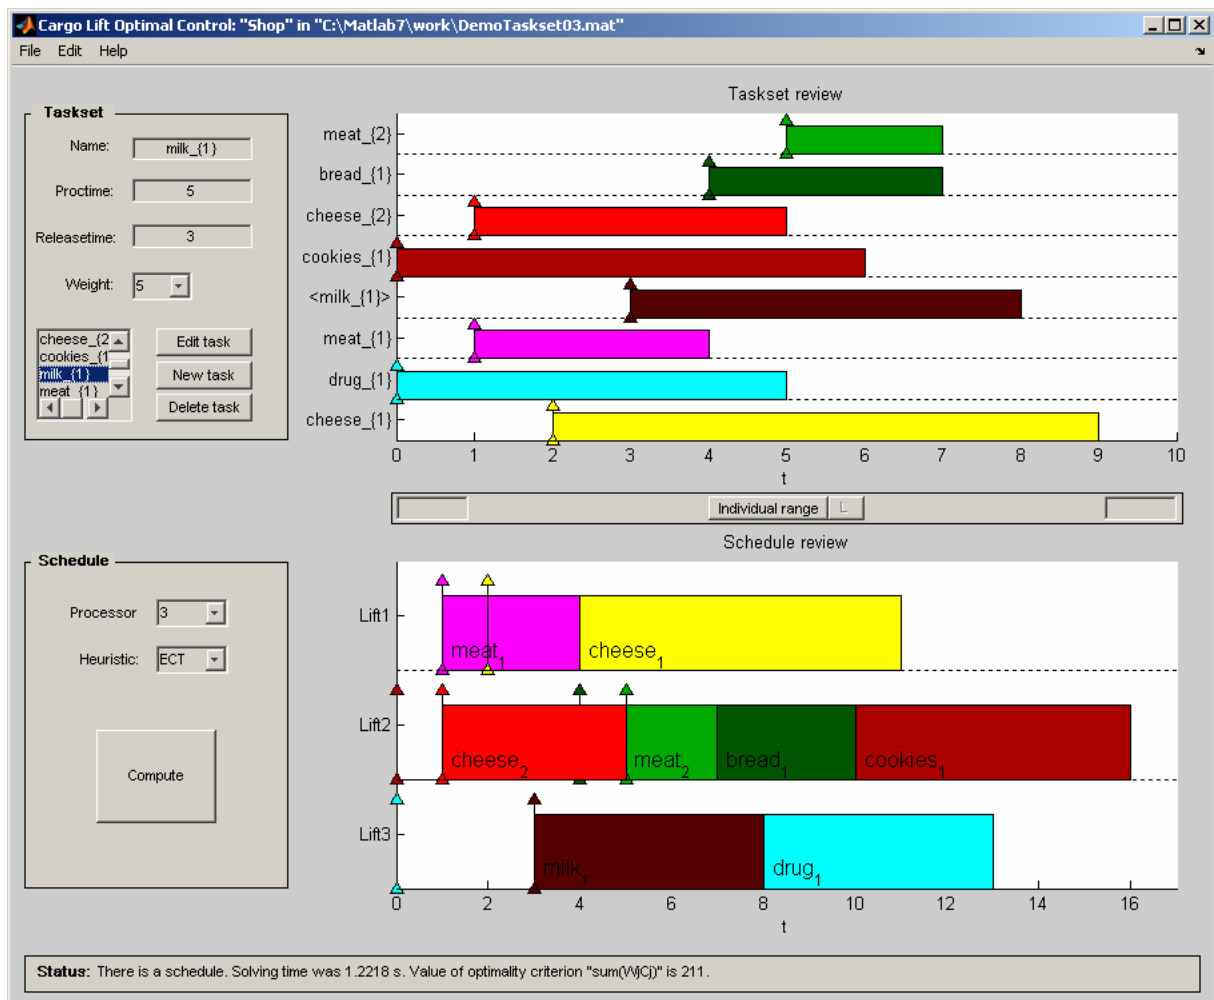 Cargo Lift Optimal Control: "Shop" in "C:\Matlab7\work\DemoTaskset03.mat"
File Edit Help
Taskset
Name: milk_{1}
Proctime: 5
Releasetime: 3
Weight: 5
cheese_{2
cookies_{1
milk_{1}
meat_{1}
Edit task
New task
Delete task
Taskset review
meat_{2}
bread_{1}
cheese_{2}
cookies_{1}
<milk_{1}>
meat_{1}
drug_{1}
cheese_{1}
0 1 2 3 4 5 6 7 8 9 10
t
Individual range L
Schedule
Processor 3
Heuristic: ECT
Compute
Schedule review
Lift1
meat1 cheese1
Lift2
cheese2 meat2 bread1 cookies1
Lift3
milk1 drug1
0 2 4 6 8 10 12 14 16
t
Status: There is a schedule. Solving time was 1.2218 s. Value of optimality criterion "sum(WjCj)" is 211.